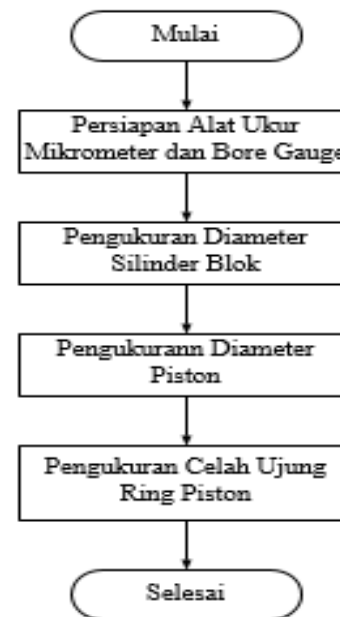 Mulai
Persiapan Alat Ukur
Mikrometer dan Bore Gauge
Pengukuran Diameter
Silinder Blok
Pengukurann Diameter
Piston
Pengukuran Celah Ujung
Ring Piston
Selesai